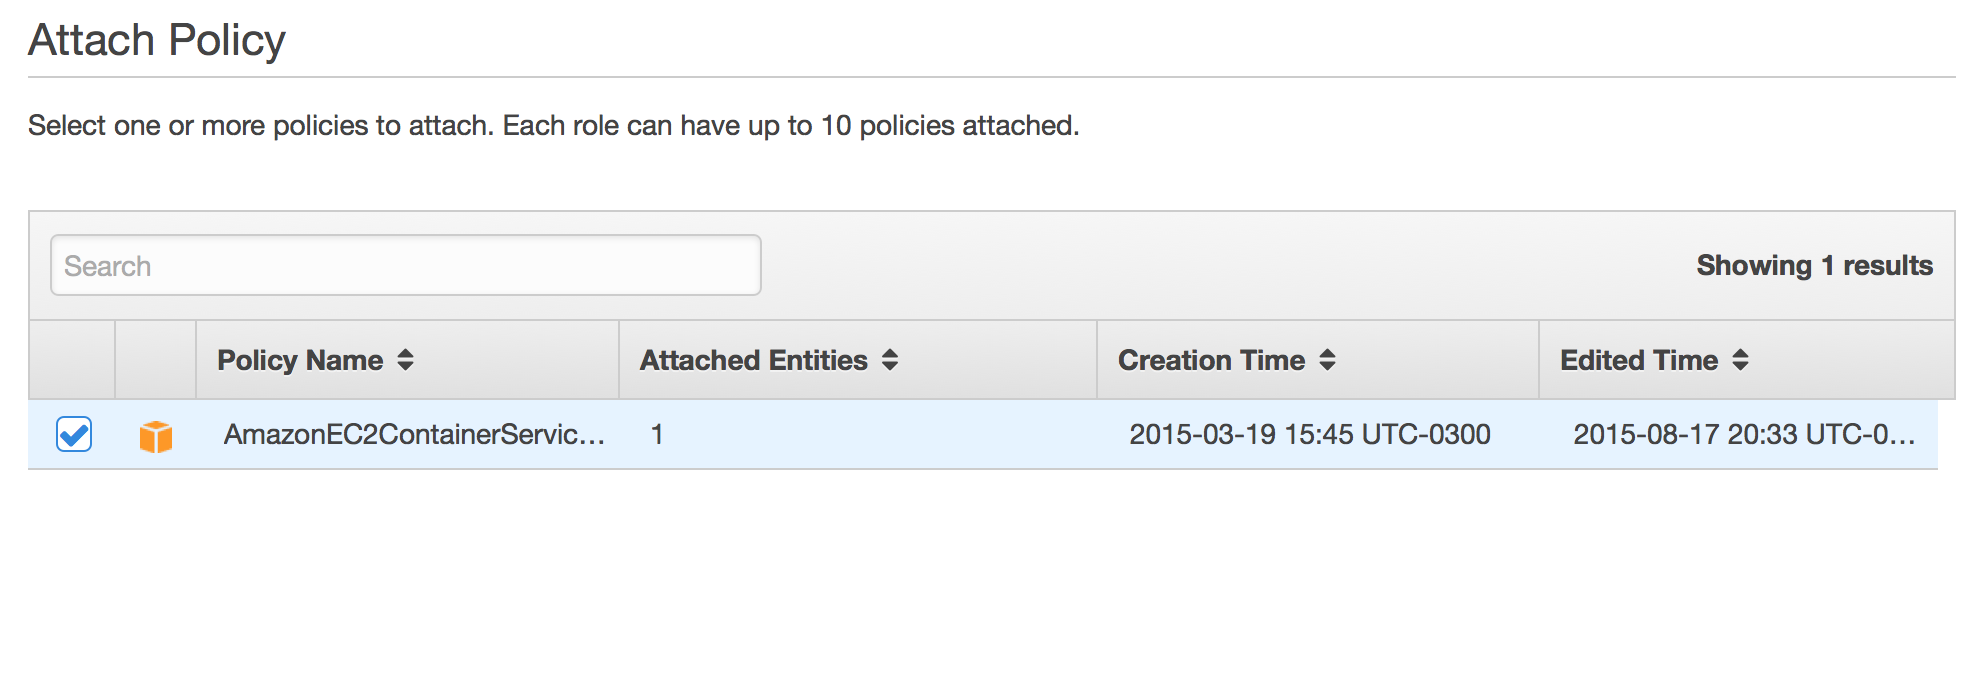 Attach Policy
Select one or more policies to attach. Each role can have up to 10 policies attached.
Search
Showing 1 results
Policy Name Attached Entities Creation Time Edited Time
AmazonEC2ContainerServic... 1 2015-03-19 15:45 UTC-0300 2015-08-17 20:33 UTC-0...